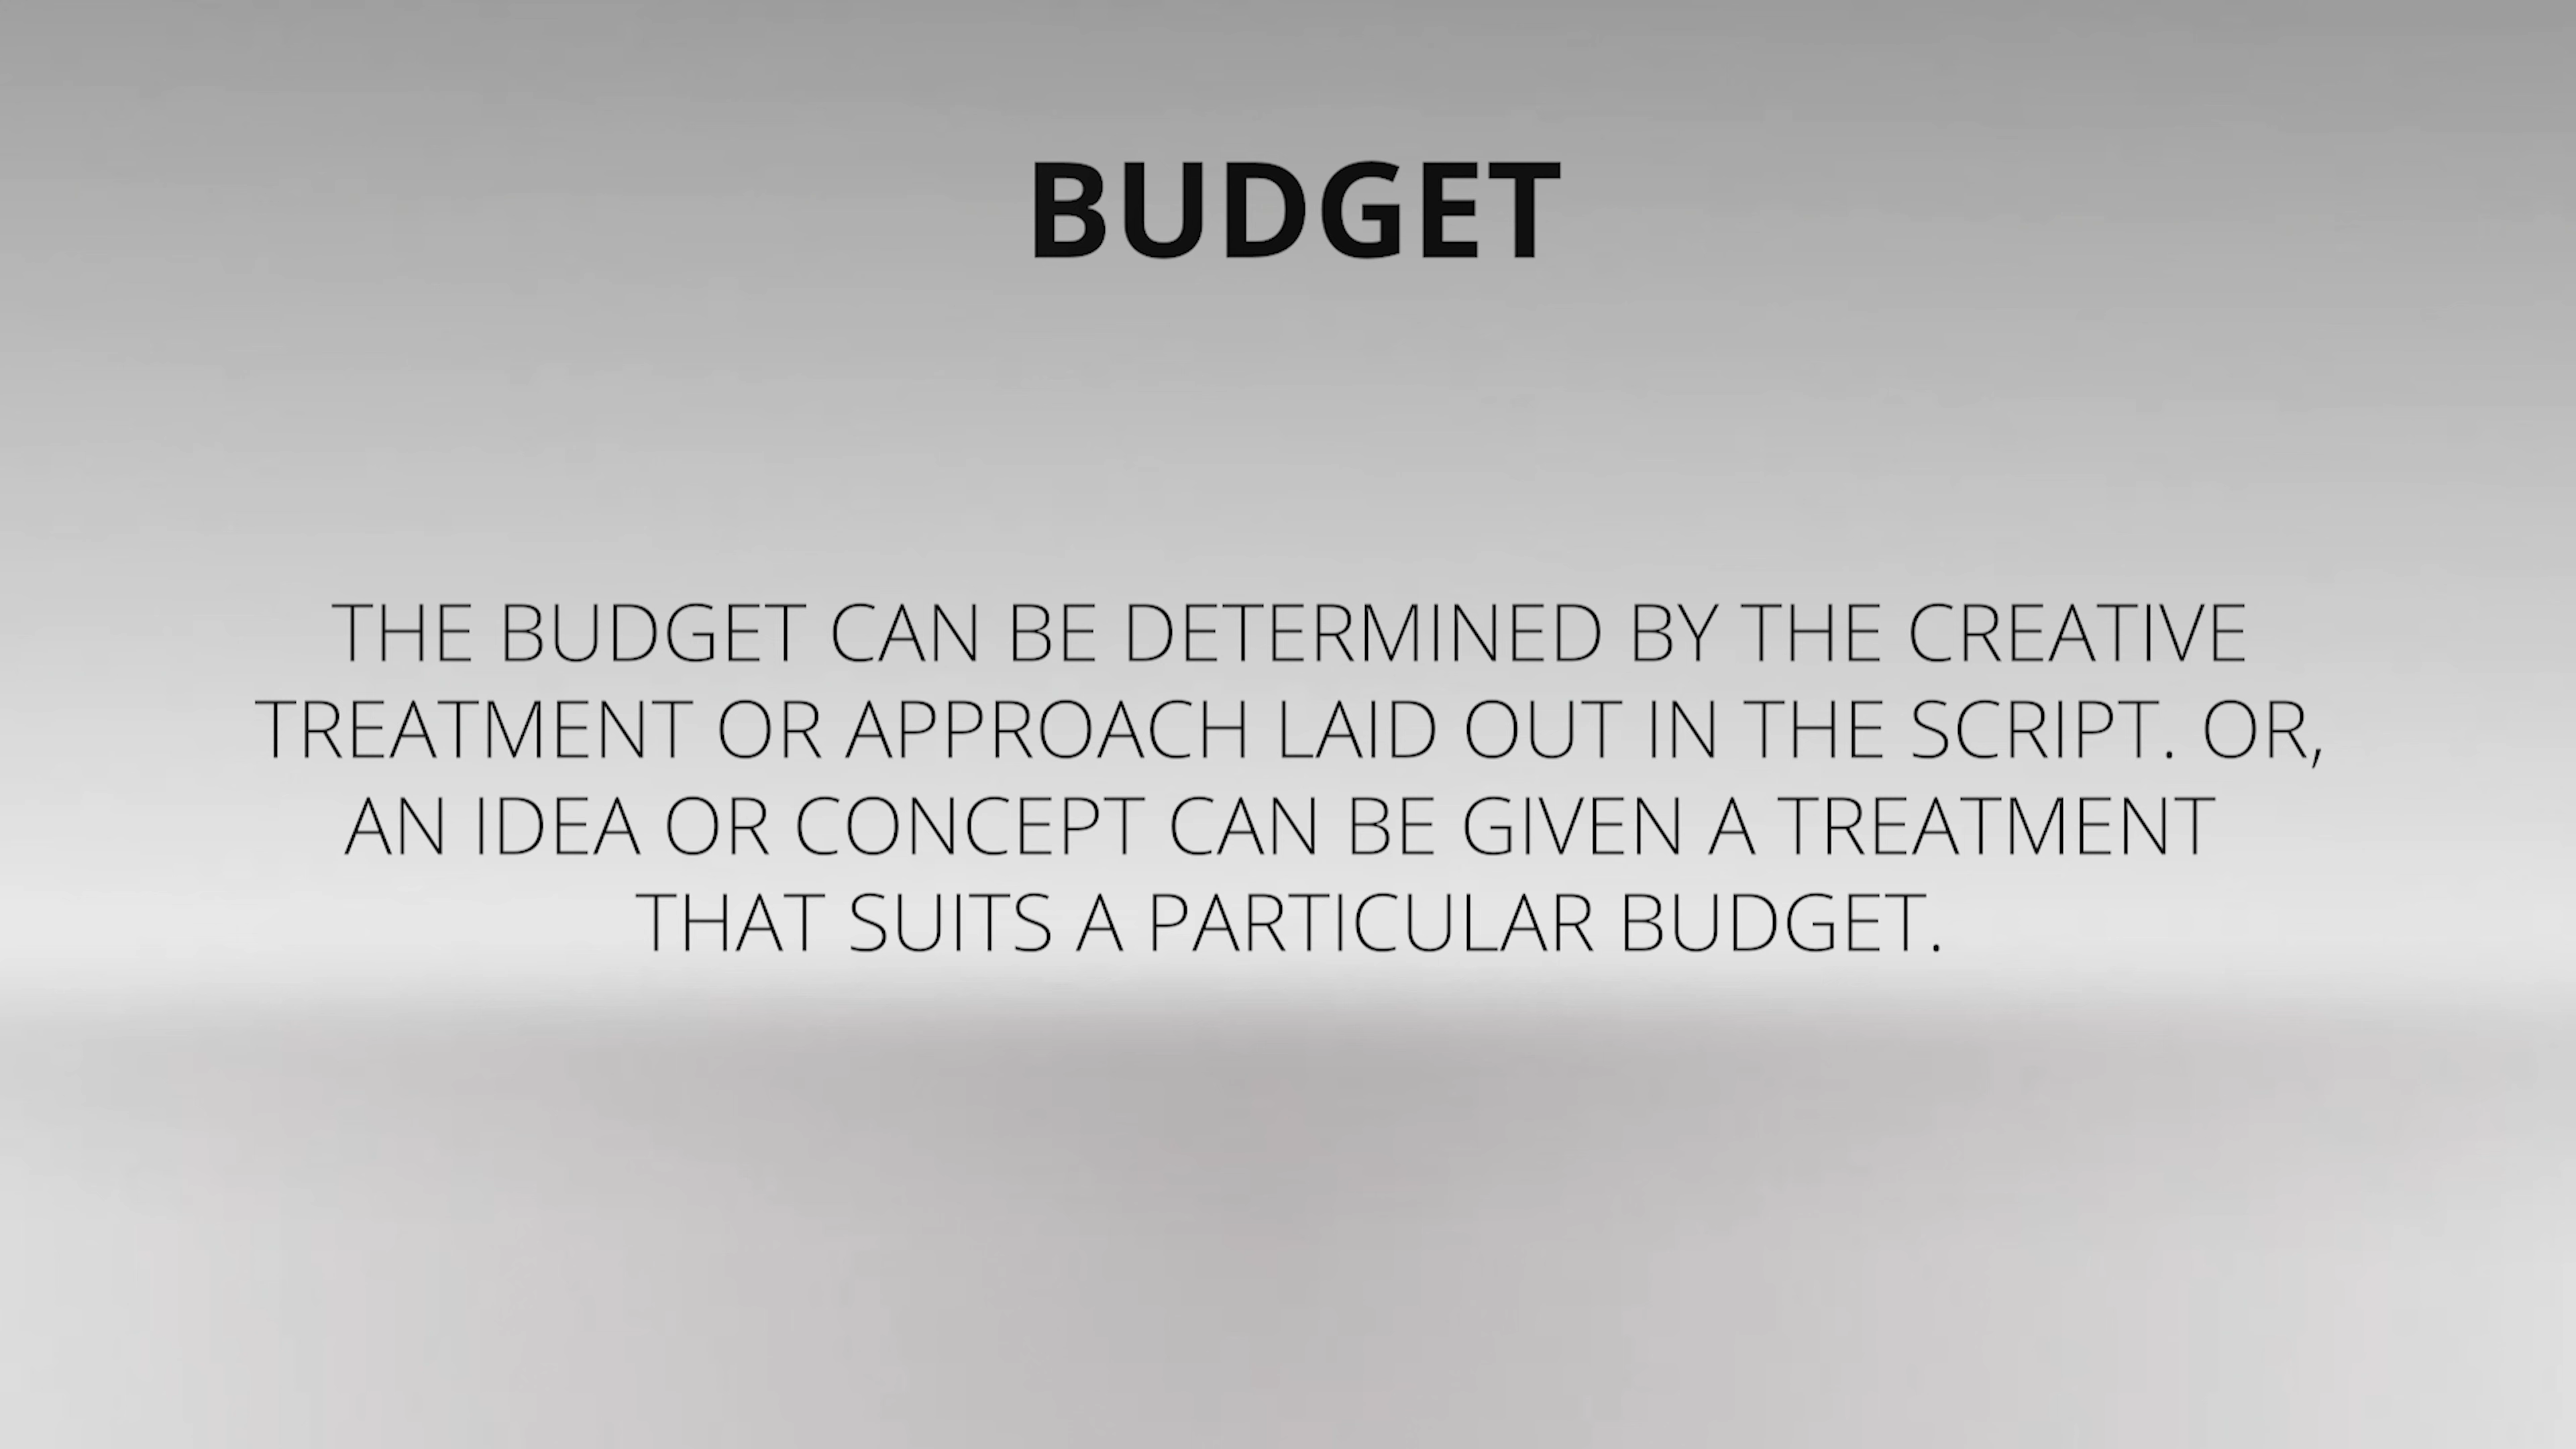 BUDGET
THE BUDGET CAN BE DETERMINED BY THE CREATIVE
TREATMENT OR APPROACH LAID OUT IN THE SCRIPT. OR,
AN IDEA OR CONCEPT CAN BE GIVEN A TREATMENT
THAT SUITS A PARTICULAR BUDGET.